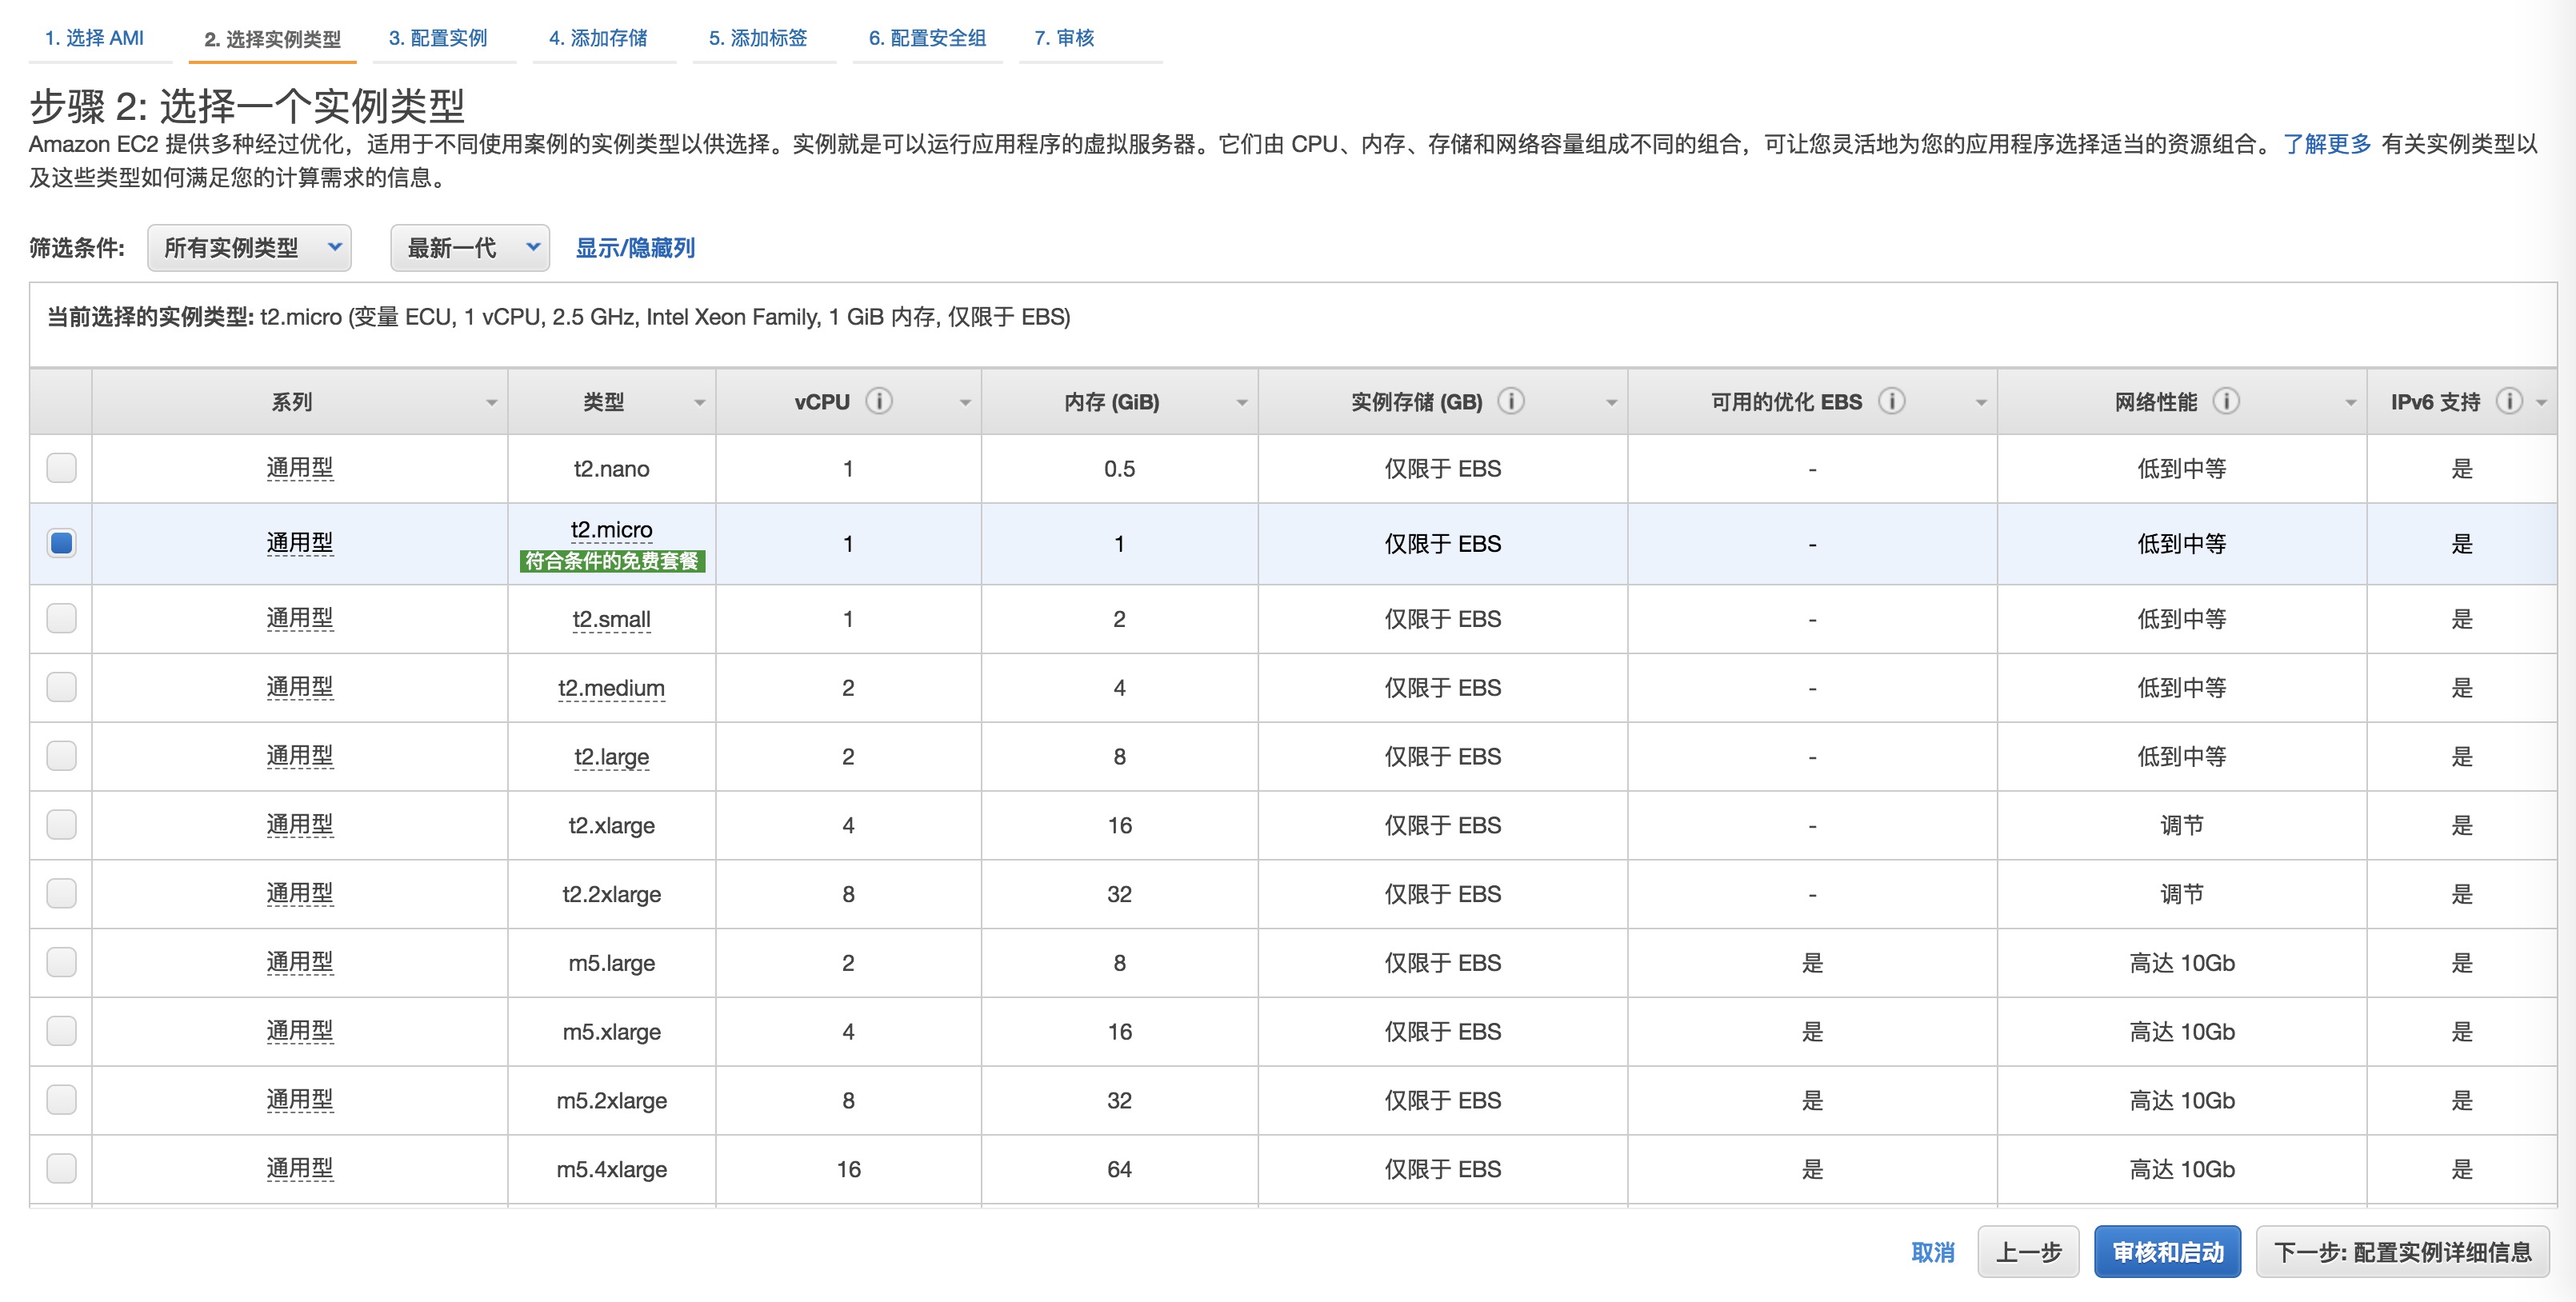 1. 选择 AMI 2. 选择实例类型 3. 配置实例 4. 添加存储 5. 添加标签 6. 配置安全组 7. 审核
步骤 2: 选择一个实例类型
Amazon EC2 提供多种经过优化，适用于不同使用案例的实例类型以供选择。实例就是可以运行应用程序的虚拟服务器。它们由 CPU、内存、存储和网络容量组成不同的组合，可让您灵活地为您的应用程序选择适当的资源组合。了解更多 有关实例类型以
及这些类型如何满足您的计算需求的信息。
筛选条件: 所有实例类型 最新一代 显示/隐藏列
当前选择的实例类型: t2.micro (变量 ECU, 1 vCPU, 2.5 GHz, Intel Xeon Family, 1 GiB 内存, 仅限于 EBS)
系列 类型 vCPU 内存 (GiB) 实例存储 (GB) 可用的优化 EBS 网络性能 IPv6 支持
通用型 t2.nano 1 0.5 仅限于 EBS - 低到中等 是
通用型 t2.micro 1 1 仅限于 EBS - 低到中等 是
符合条件的免费套餐
通用型 t2.small 1 2 仅限于 EBS - 低到中等 是
通用型 t2.medium 2 4 仅限于 EBS - 低到中等 是
通用型 t2.large 2 8 仅限于 EBS - 低到中等 是
通用型 t2.xlarge 4 16 仅限于 EBS - 调节 是
通用型 t2.2xlarge 8 32 仅限于 EBS - 调节 是
通用型 m5.large 2 8 仅限于 EBS 是 高达 10Gb 是
通用型 m5.xlarge 4 16 仅限于 EBS 是 高达 10Gb 是
通用型 m5.2xlarge 8 32 仅限于 EBS 是 高达 10Gb 是
通用型 m5.4xlarge 16 64 仅限于 EBS 是 高达 10Gb 是
取消 上一步 审核和启动 下一步: 配置实例详细信息